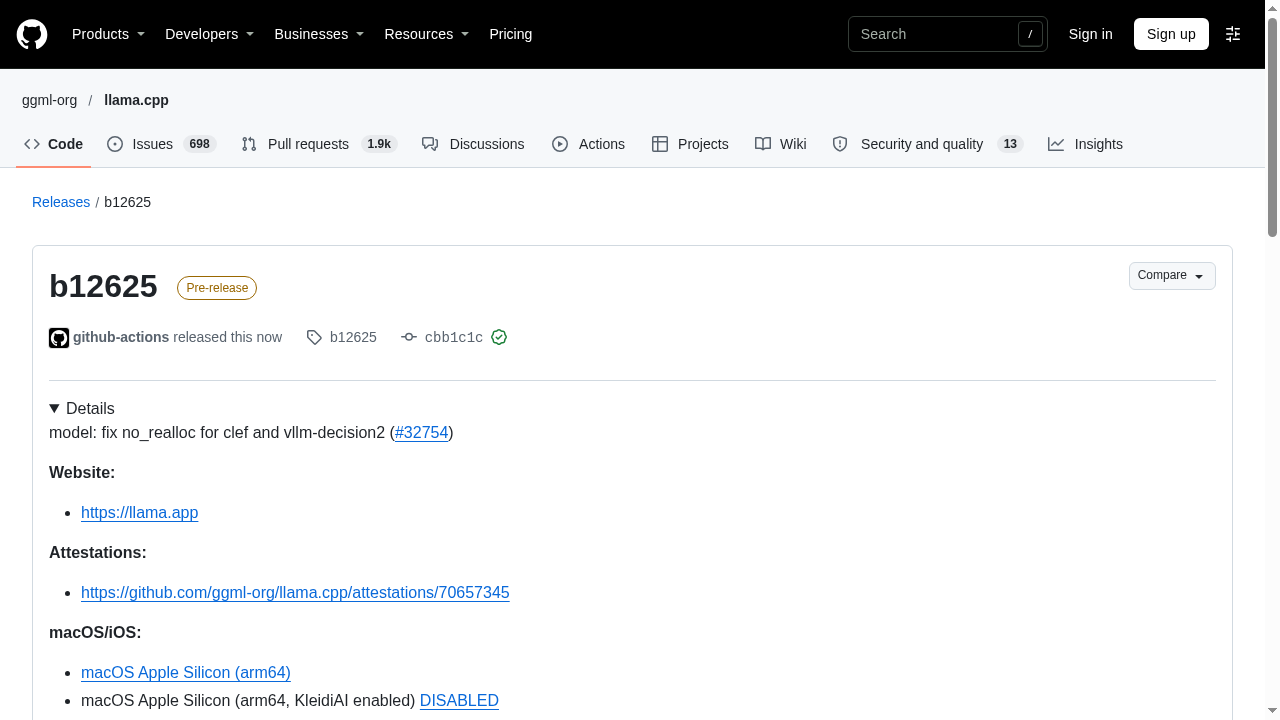 Products Developers Businesses Resources Pricing Search / Sign in Sign up
ggml-org / llama.cpp
Code Issues 698 Pull requests 1.9k Discussions Actions Projects Wiki Security and quality 13 Insights
Releases / b12625
b12625 Pre-release Compare
github-actions released this now b12625 cbb1c1c
Details
model: fix no_realloc for clef and vllm-decision2 (#32754)
Website:
https://llama.app
Attestations:
https://github.com/ggml-org/llama.cpp/attestations/70657345
macOS/iOS:
macOS Apple Silicon (arm64)
macOS Apple Silicon (arm64, KleidiAI enabled) DISABLED